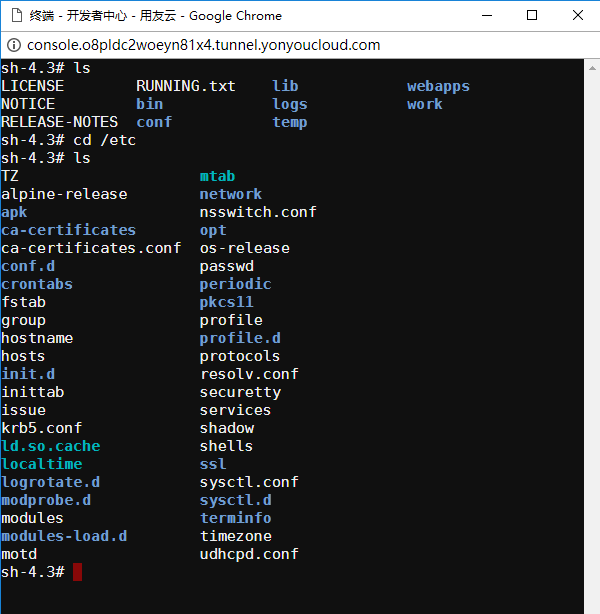 终端 - 开发者中心 - 用友云 - Google Chrome
console.o8pldc2woeyn81x4.tunnel.yonyoucloud.com
sh-4.3# ls
LICENSE RUNNING.txt lib webapps
NOTICE bin logs work
RELEASE-NOTES conf temp
sh-4.3# cd /etc
sh-4.3# ls
TZ mtab
alpine-release network
apk nsswitch.conf
ca-certificates opt
ca-certificates.conf os-release
conf.d passwd
crontabs periodic
fstab pkcs11
group profile
hostname profile.d
hosts protocols
init.d resolv.conf
inittab securetty
issue services
krb5.conf shadow
ld.so.cache shells
localtime ssl
logrotate.d sysctl.conf
modprobe.d sysctl.d
modules terminfo
modules-load.d timezone
motd udhcpd.conf
sh-4.3#